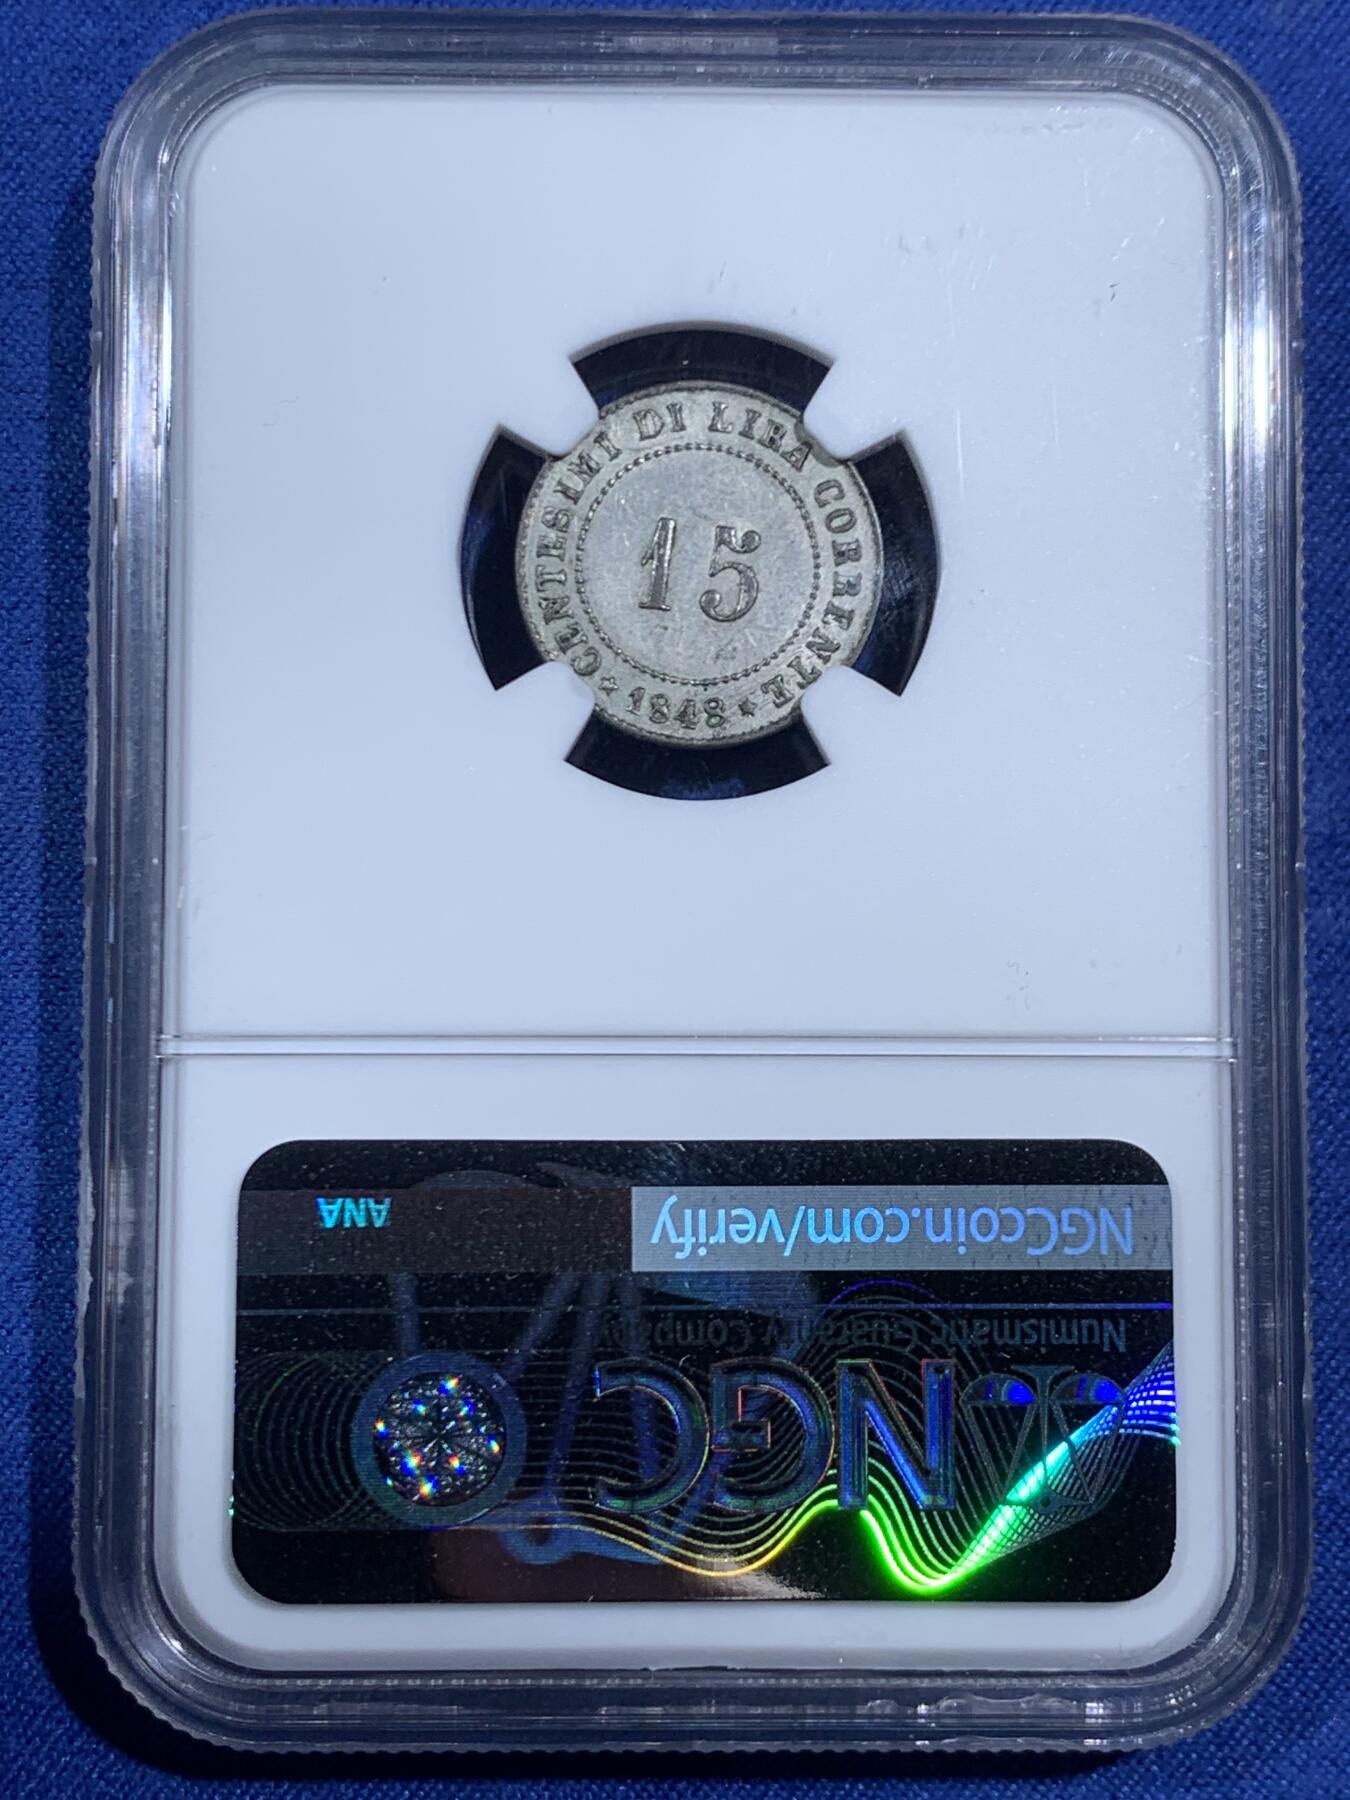 CENTESIMI DI LIRA CORRENTE
15
★ 1848 ★
NGCcoin.com/verify
ANA
Numismatic Guaranty Company
NGC